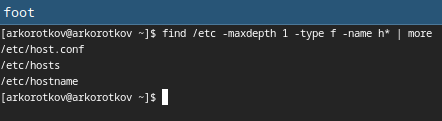 foot
[arkorotkov@arkorotkov ~]$ find /etc -maxdepth 1 -type f -name h* | more
/etc/host.conf
/etc/hosts
/etc/hostname
[arkorotkov@arkorotkov ~]$